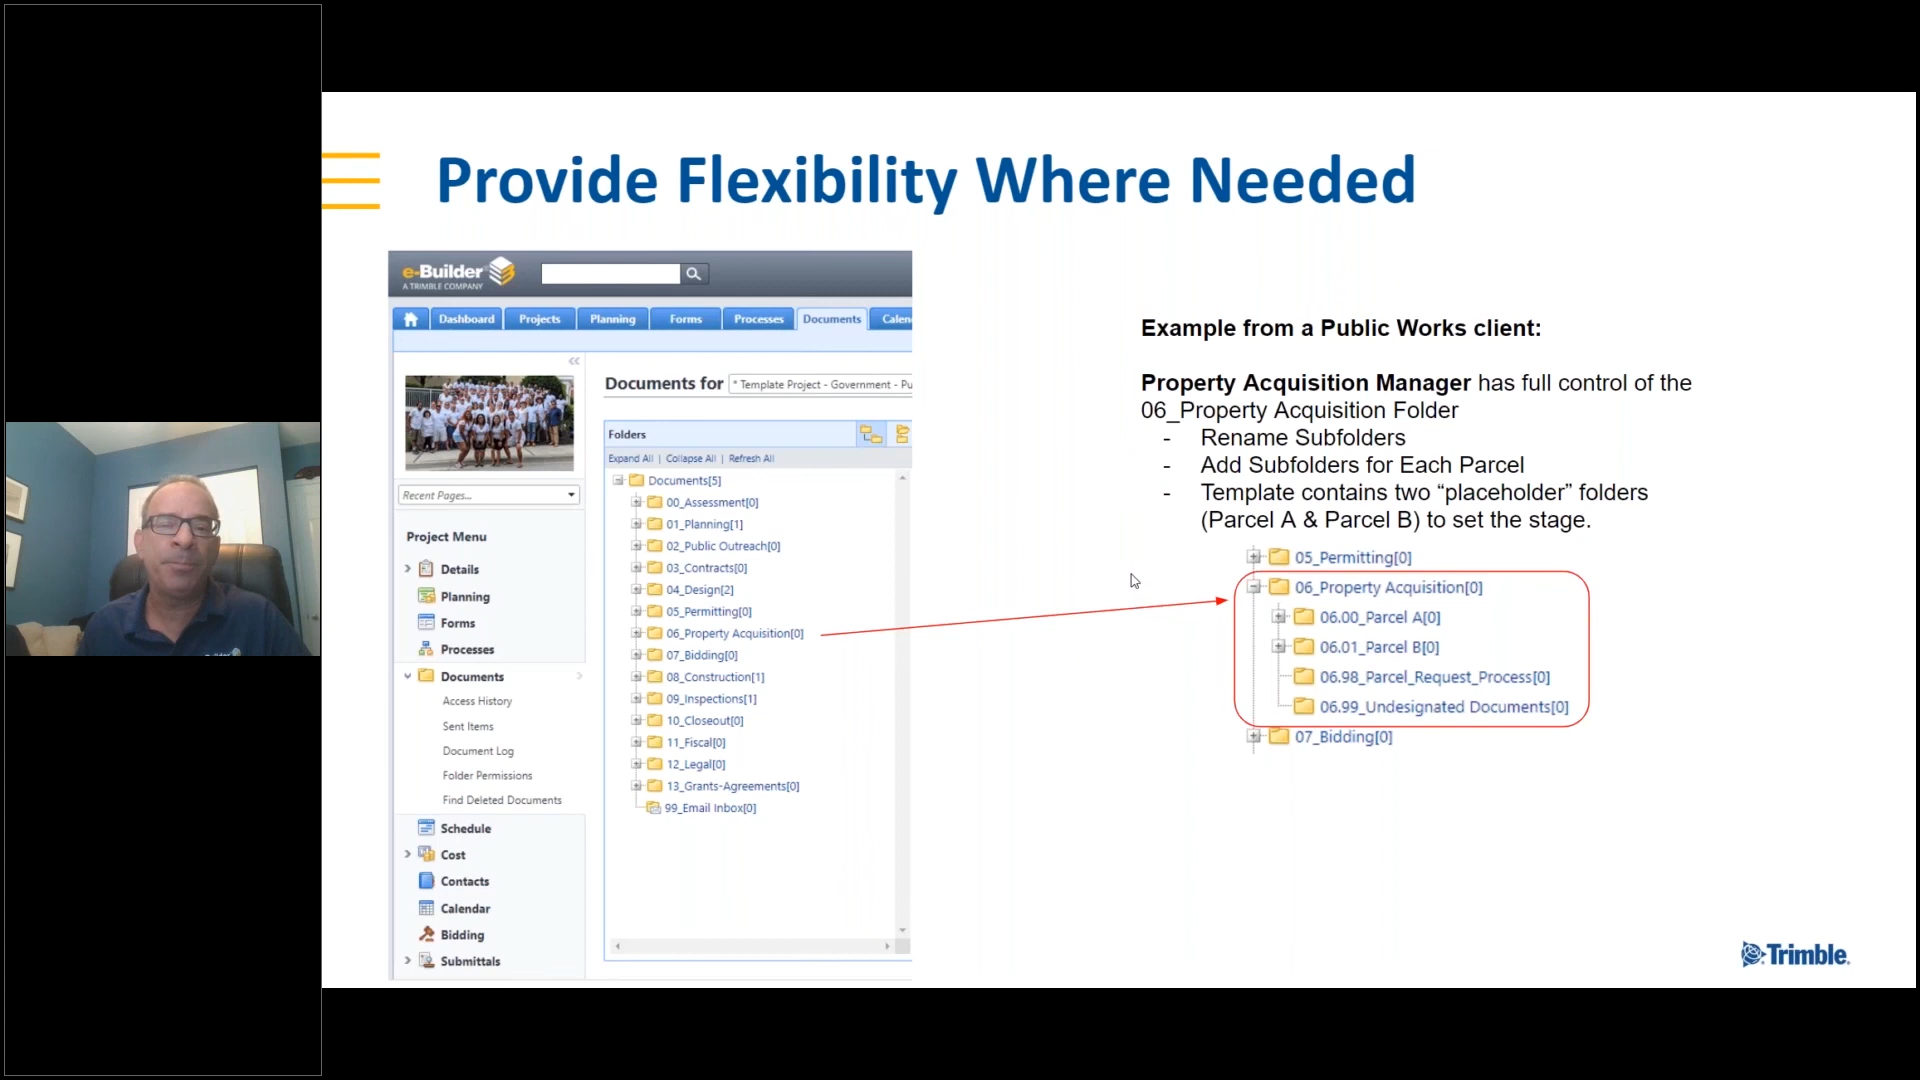 Provide Flexibility Where Needed
e-Builder
A TRIMBLE COMPANY
Dashboard
Projects
Planning
Forms
Processes
Documents
Calen
Documents for
* Template Project - Government - Pu
Recent Pages...
Project Menu
Details
Planning
Forms
Processes
Documents
Access History
Sent Items
Document Log
Folder Permissions
Find Deleted Documents
Schedule
Cost
Contacts
Calendar
Bidding
Submittals
Folders
Expand All | Collapse All | Refresh All
Documents[5]
00_Assessment[0]
01_Planning[1]
02_Public Outreach[0]
03_Contracts[0]
04_Design[2]
05_Permitting[0]
06_Property Acquisition[0]
07_Bidding[0]
08_Construction[1]
09_Inspections[1]
10_Closeout[0]
11_Fiscal[0]
12_Legal[0]
13_Grants-Agreements[0]
99_Email Inbox[0]
Example from a Public Works client:
Property Acquisition Manager has full control of the
06_Property Acquisition Folder
- Rename Subfolders
- Add Subfolders for Each Parcel
- Template contains two “placeholder” folders
(Parcel A & Parcel B) to set the stage.
05_Permitting[0]
06_Property Acquisition[0]
06.00_Parcel A[0]
06.01_Parcel B[0]
06.98_Parcel_Request_Process[0]
06.99_Undesignated Documents[0]
07_Bidding[0]
Trimble.